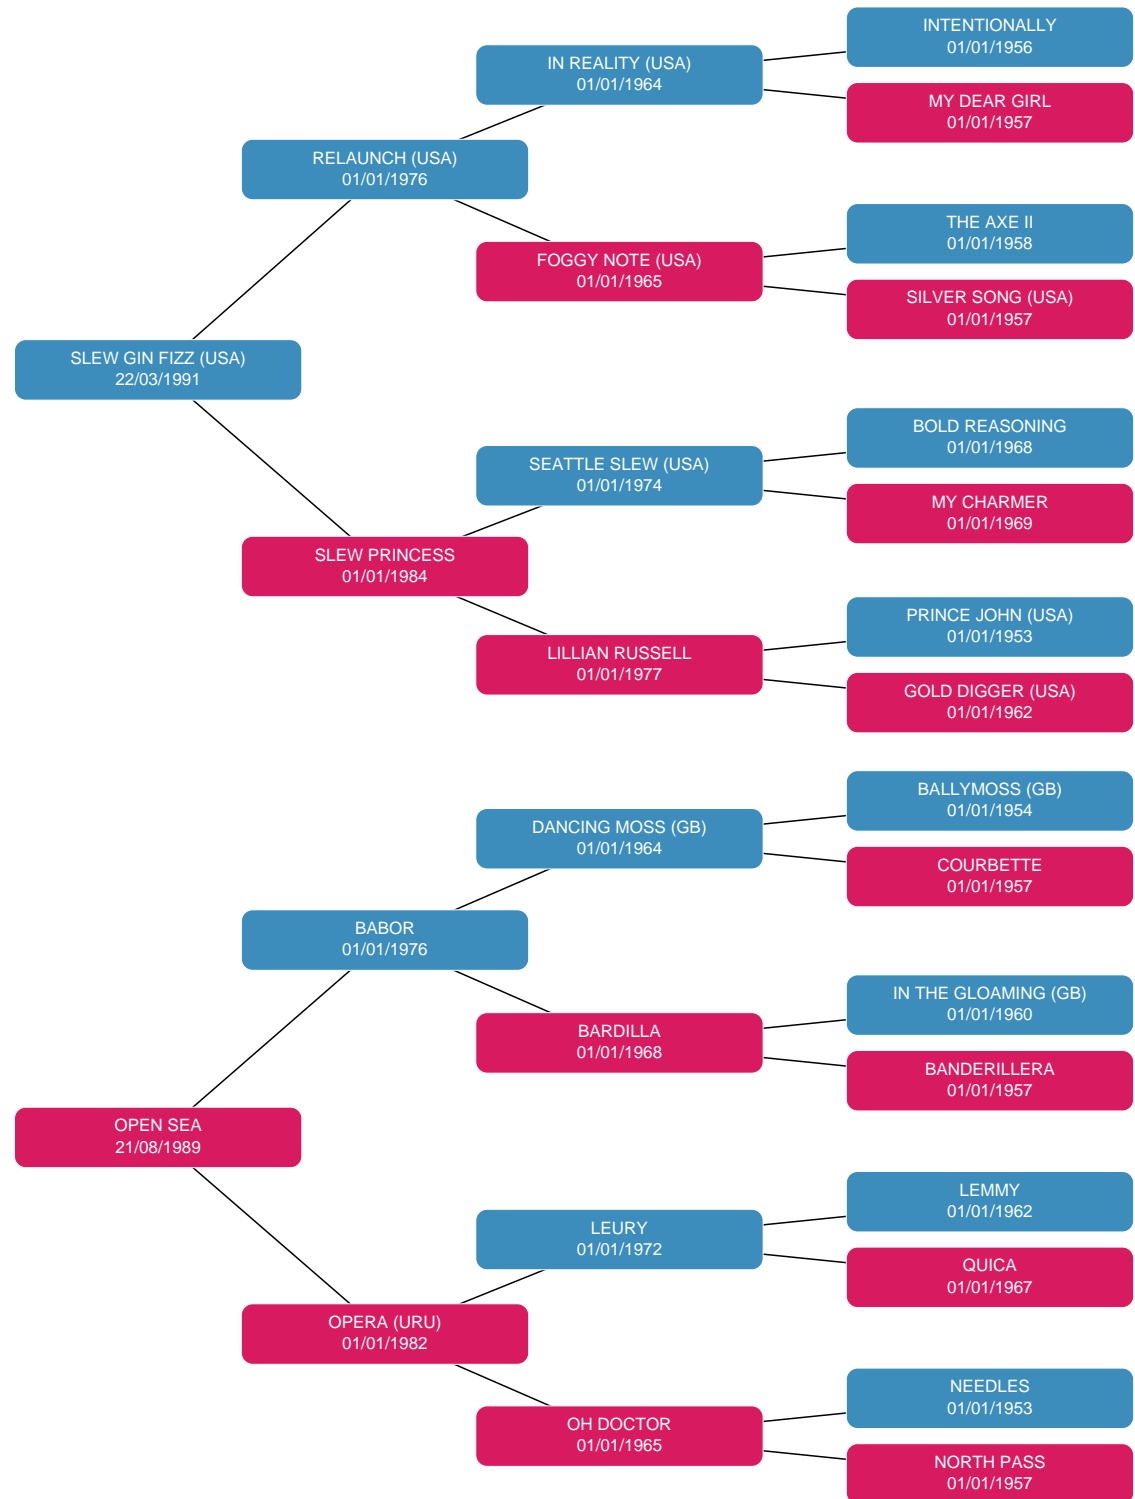 INTENTIONALLY
01/01/1956
IN REALITY (USA)
01/01/1964
MY DEAR GIRL
01/01/1957
RELAUNCH (USA)
01/01/1976
THE AXE II
01/01/1958
FOGGY NOTE (USA)
01/01/1965
SILVER SONG (USA)
01/01/1957
SLEW GIN FIZZ (USA)
22/03/1991
BOLD REASONING
01/01/1968
SEATTLE SLEW (USA)
01/01/1974
MY CHARMER
01/01/1969
SLEW PRINCESS
01/01/1984
PRINCE JOHN (USA)
01/01/1953
LILLIAN RUSSELL
01/01/1977
GOLD DIGGER (USA)
01/01/1962
BALLYMOSS (GB)
01/01/1954
DANCING MOSS (GB)
01/01/1964
COURBETTE
01/01/1957
BABOR
01/01/1976
IN THE GLOAMING (GB)
01/01/1960
BARDILLA
01/01/1968
BANDERILLERA
01/01/1957
OPEN SEA
21/08/1989
LEMMY
01/01/1962
LEURY
01/01/1972
QUICA
01/01/1967
OPERA (URU)
01/01/1982
NEEDLES
01/01/1953
OH DOCTOR
01/01/1965
NORTH PASS
01/01/1957